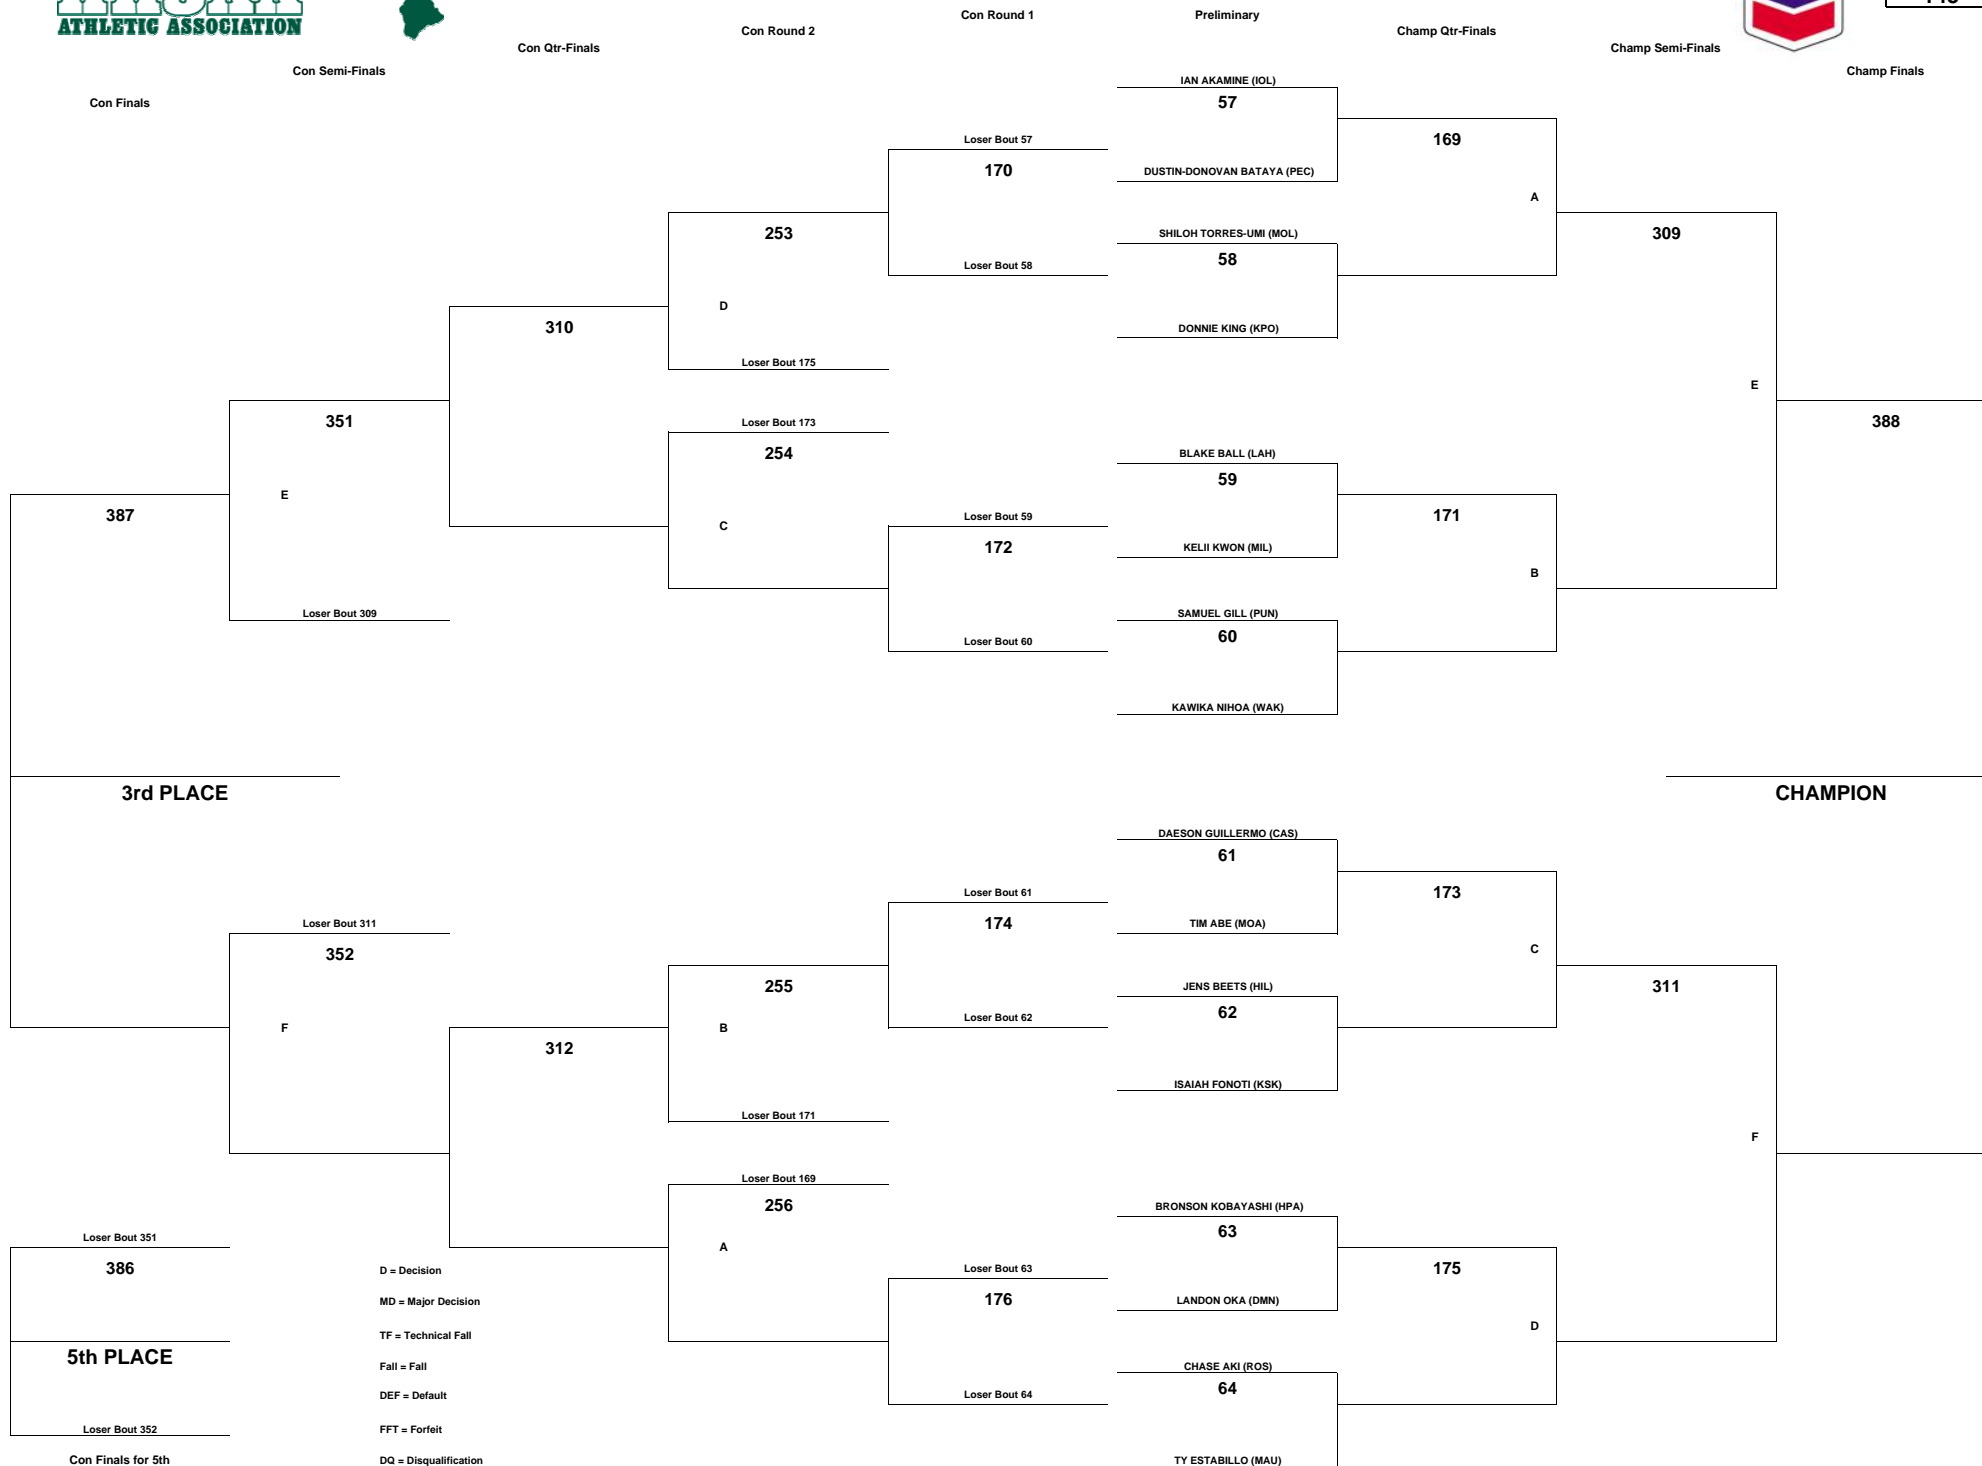 ATHLETIC ASSOCIATION
Con Round 1
Preliminary
Con Round 2
Champ Qtr-Finals
Con Qtr-Finals
Champ Semi-Finals
Con Semi-Finals
Champ Finals
Con Finals
IAN AKAMINE (IOL)
57
Loser Bout 57
169
170
DUSTIN-DONOVAN BATAYA (PEC)
A
253
SHILOH TORRES-UMI (MOL)
309
58
Loser Bout 58
D
310
DONNIE KING (KPO)
Loser Bout 175
E
351
Loser Bout 173
388
254
BLAKE BALL (LAH)
59
E
387
Loser Bout 59
171
C
172
KELII KWON (MIL)
B
Loser Bout 309
SAMUEL GILL (PUN)
60
Loser Bout 60
KAWIKA NIHOA (WAK)
3rd PLACE
CHAMPION
DAESON GUILLERMO (CAS)
61
Loser Bout 61
173
Loser Bout 311
174
TIM ABE (MOA)
352
C
255
JENS BEETS (HIL)
311
62
Loser Bout 62
F
B
312
ISAIAH FONOTI (KSK)
Loser Bout 171
F
Loser Bout 169
256
BRONSON KOBAYASHI (HPA)
63
Loser Bout 351
A
386
D = Decision
Loser Bout 63
175
MD = Major Decision
176
LANDON OKA (DMN)
D
TF = Technical Fall
5th PLACE
Fall = Fall
CHASE AKI (ROS)
64
DEF = Default
Loser Bout 64
Loser Bout 352
FFT = Forfeit
Con Finals for 5th
DQ = Disqualification
TY ESTABILLO (MAU)